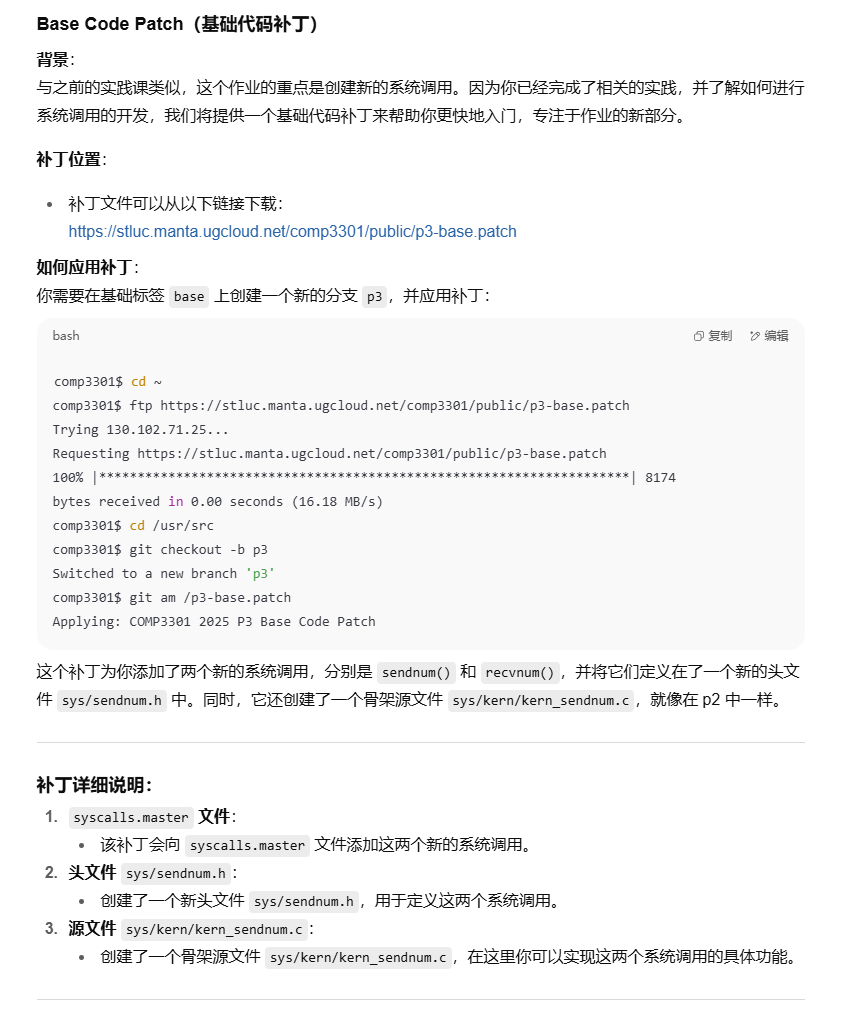 Base Code Patch（基础代码补丁）
背景：
与之前的实践课类似，这个作业的重点是创建新的系统调用。因为你已经完成了相关的实践，并了解如何进行
系统调用的开发，我们将提供一个基础代码补丁来帮助你更快地入门，专注于作业的新部分。
补丁位置：
• 补丁文件可以从以下链接下载：
https://stluc.manta.ugcloud.net/comp3301/public/p3-base.patch
如何应用补丁：
你需要在基础标签 base 上创建一个新的分支 p3，并应用补丁：
bash 复制 编辑
comp3301$ cd ~
comp3301$ ftp https://stluc.manta.ugcloud.net/comp3301/public/p3-base.patch
Trying 130.102.71.25...
Requesting https://stluc.manta.ugcloud.net/comp3301/public/p3-base.patch
100% |********************************************************************| 8174
bytes received in 0.00 seconds (16.18 MB/s)
comp3301$ cd /usr/src
comp3301$ git checkout -b p3
Switched to a new branch 'p3'
comp3301$ git am /p3-base.patch
Applying: COMP3301 2025 P3 Base Code Patch
这个补丁为你添加了两个新的系统调用，分别是 sendnum() 和 recvnum()，并将它们定义在了一个新的头文
件 sys/sendnum.h 中。同时，它还创建了一个骨架源文件 sys/kern/kern_sendnum.c，就像在 p2 中一样。
补丁详细说明：
1. syscalls.master 文件：
• 该补丁会向 syscalls.master 文件添加这两个新的系统调用。
2. 头文件 sys/sendnum.h：
• 创建了一个新头文件 sys/sendnum.h，用于定义这两个系统调用。
3. 源文件 sys/kern/kern_sendnum.c：
• 创建了一个骨架源文件 sys/kern/kern_sendnum.c，在这里你可以实现这两个系统调用的具体功能。